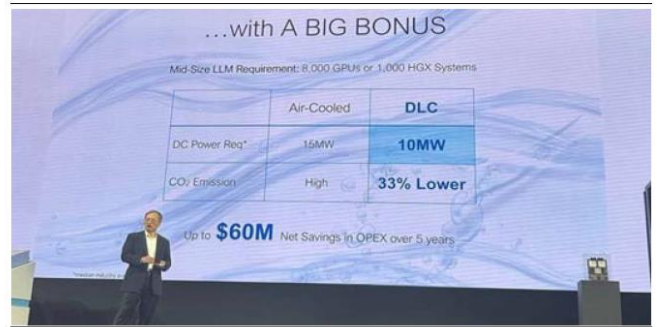 ...with A BIG BONUS
Mid-Size LLM Requirement: 8,000 GPUs or 1,000 HGX Systems
Air-Cooled DLC
DC Power Req* 15MW 10MW
CO₂ Emission High 33% Lower
Up to $60M Net Savings in OPEX over 5 years
*median industry